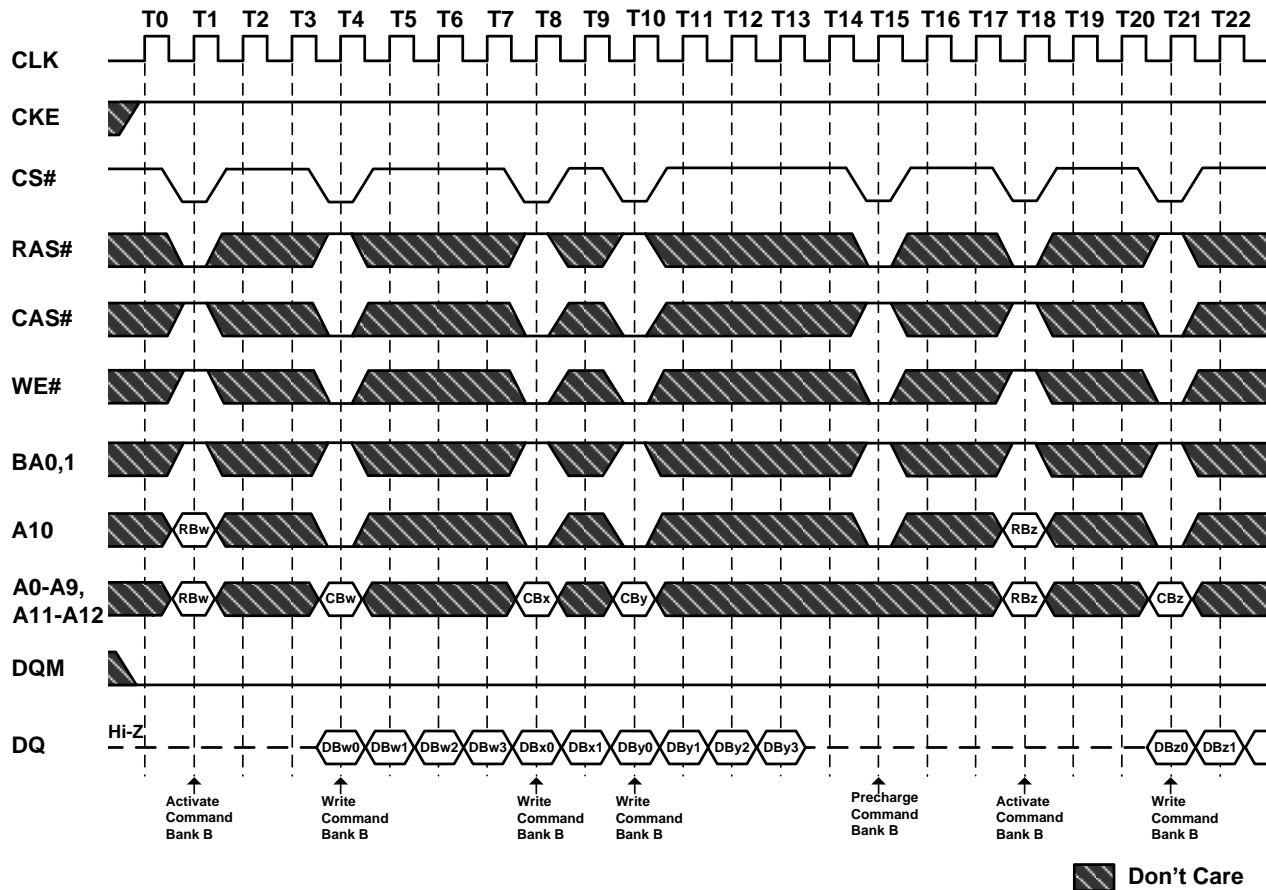 T0 T1 T2 T3 T4 T5 T6 T7 T8 T9 T10 T11 T12 T13 T14 T15 T16 T17 T18 T19 T20 T21 T22
CLK
CKE
CS#
RAS#
CAS#
WE#
BA0,1
A10 RBw RBz
A0-A9,
A11-A12
RBw CBw CBx CBy RBz CBz
DQM
Hi-Z
DQ DBw0 DBw1 DBw2 DBw3 DBx0 DBx1 DBy0 DBy1 DBy2 DBy3 DBz0 DBz1
Activate
Command
Bank B
Write
Command
Bank B
Write
Command
Bank B
Write
Command
Bank B
Precharge
Command
Bank B
Activate
Command
Bank B
Write
Command
Bank B
Don't Care